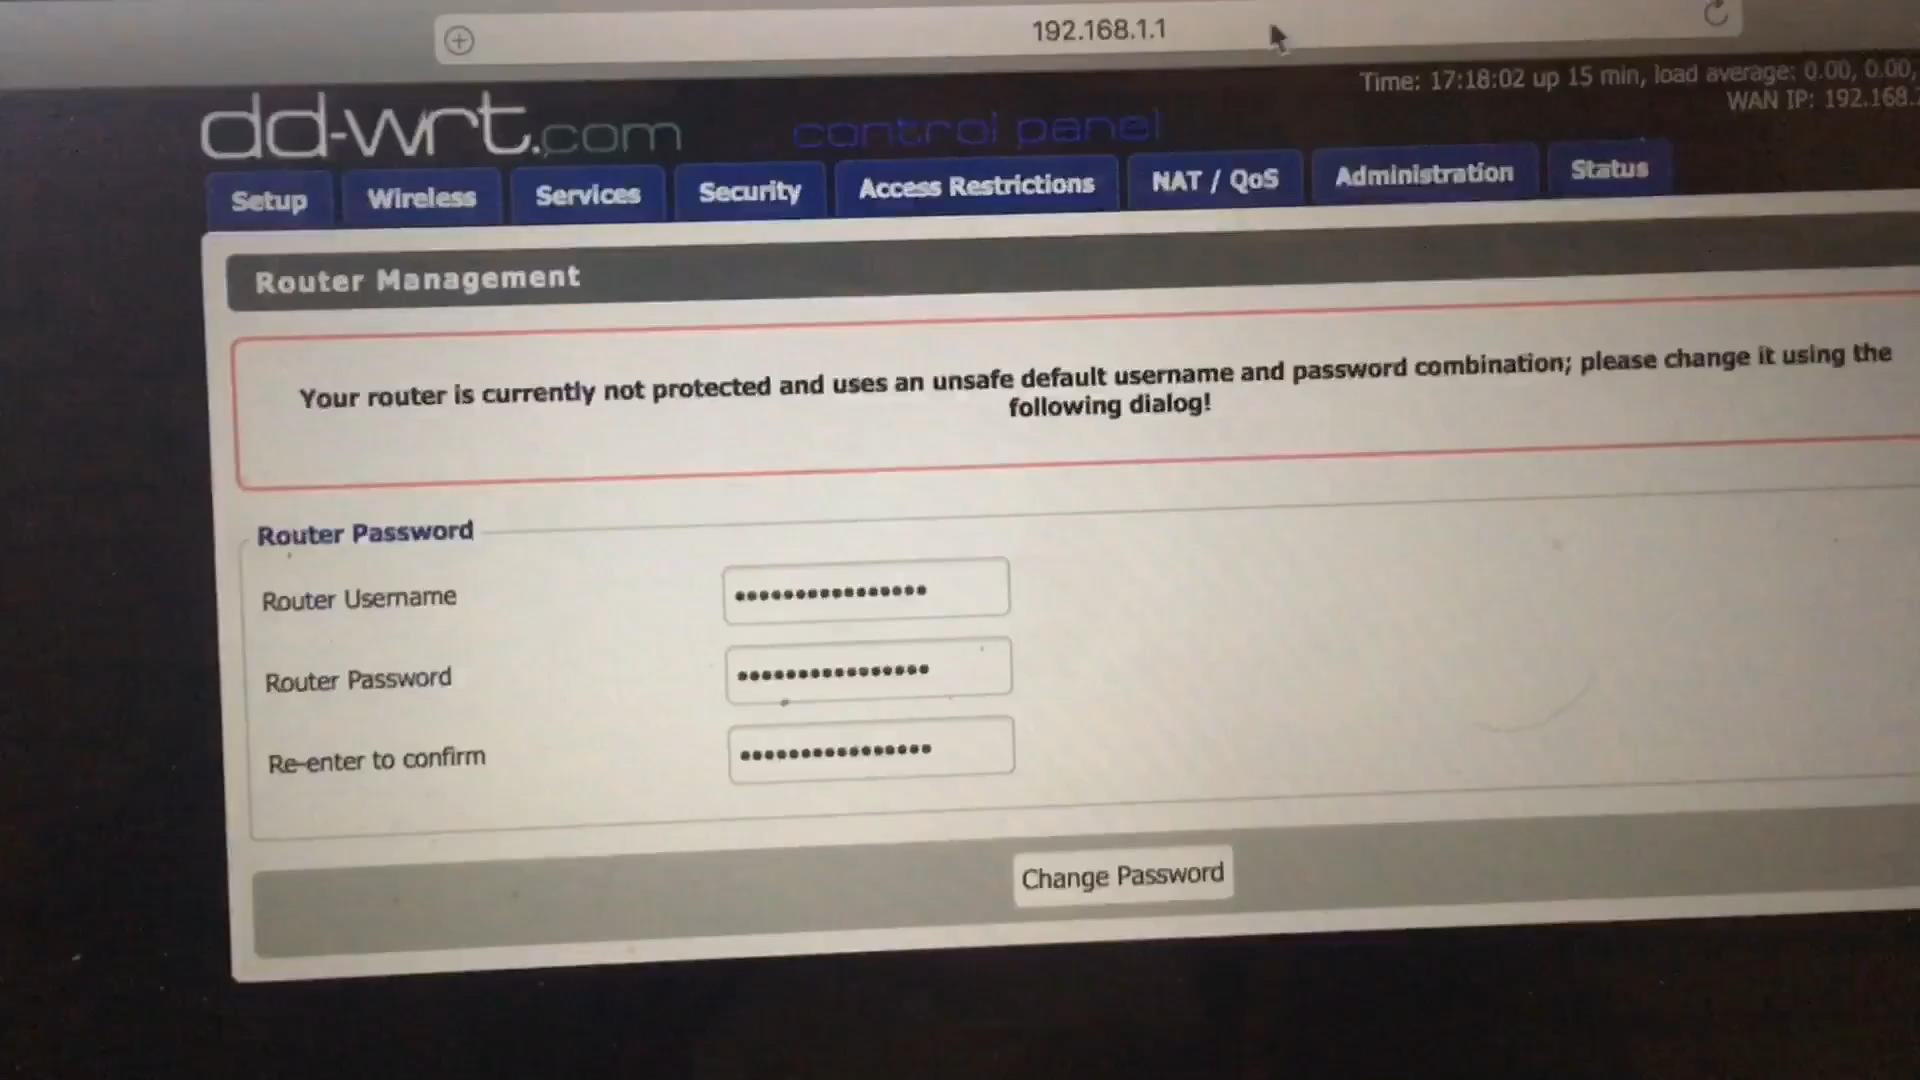 192.168.1.1
Time: 17:18:02 up 15 min, load average: 0.00, 0.00,
WAN IP: 192.168.
dd-wrt.com control panel
Setup Wireless Services Security Access Restrictions NAT / QoS Administration Status
Router Management
Your router is currently not protected and uses an unsafe default username and password combination; please change it using the
following dialog!
Router Password
Router Username ••••••••••••••••
Router Password ••••••••••••••••
Re-enter to confirm ••••••••••••••••
Change Password